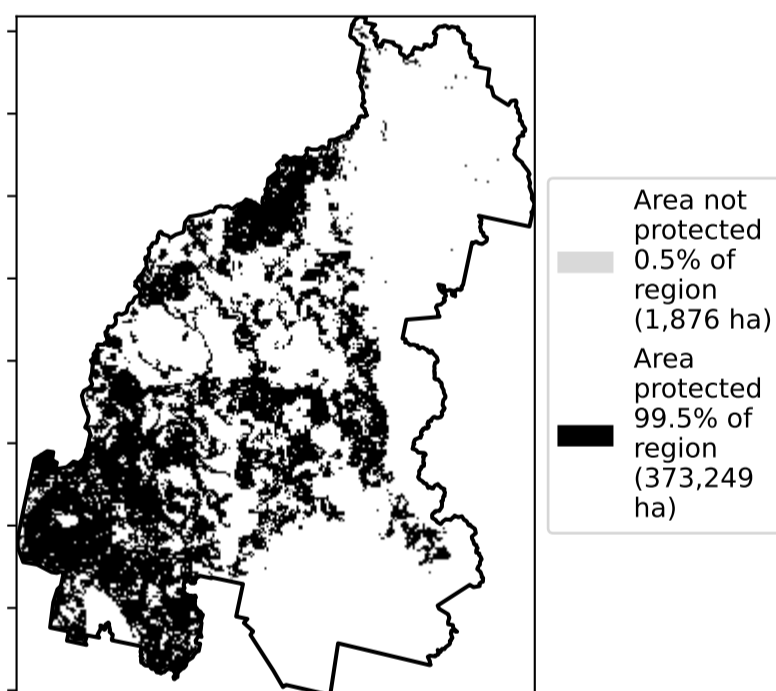 Area not
protected
0.5% of
region
(1,876 ha)
Area
protected
99.5% of
region
(373,249
ha)